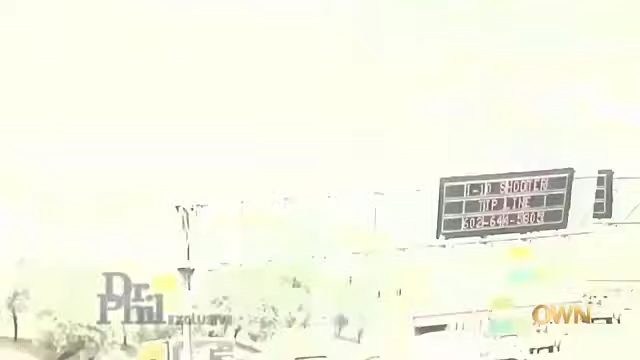 I-10 SHOOTER
TIP LINE
602-644-5805
Dr.
Phil
EXCLUSIVE
OWN